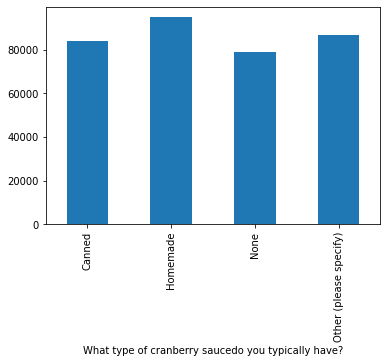 80000
60000
40000
20000
0
Canned
Homemade
None
Other (please specify)
What type of cranberry saucedo you typically have?